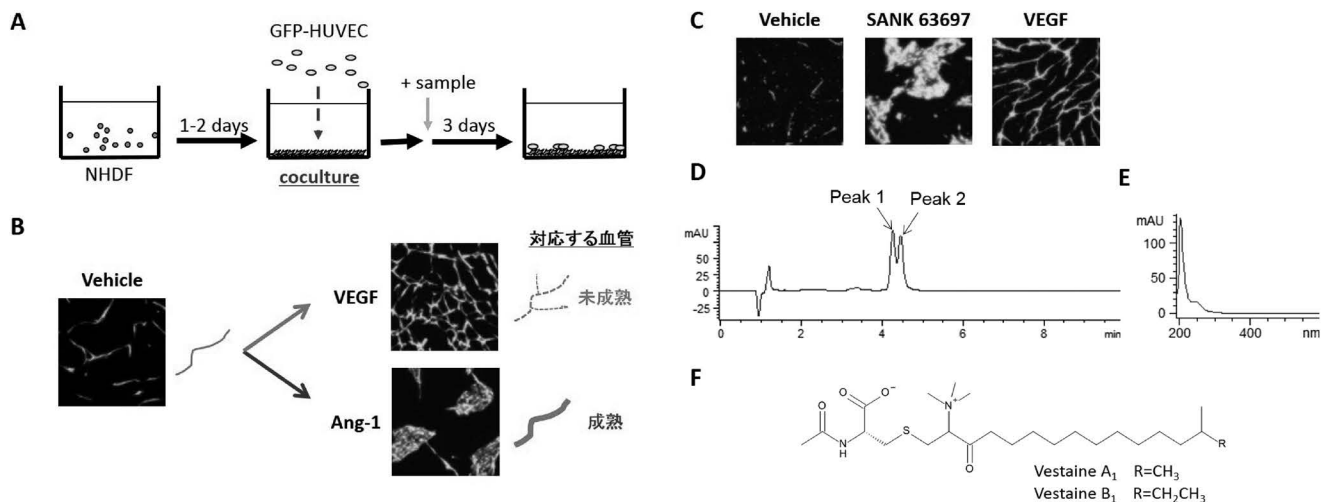 A
GFP-HUVEC
+ sample
1-2 days
3 days
NHDF
coculture
B
対応する血管
Vehicle
VEGF
未成熟
Ang-1
成熟
C
Vehicle
SANK 63697
VEGF
D
Peak 1
Peak 2
mAU
50
25
0
-25
0
2
4
6
8
min
E
mAU
100
50
0
200
400
nm
F
O
O⁻
N⁺
O
N
H
S
O
R
Vestaine A₁ R=CH₃
Vestaine B₁ R=CH₂CH₃